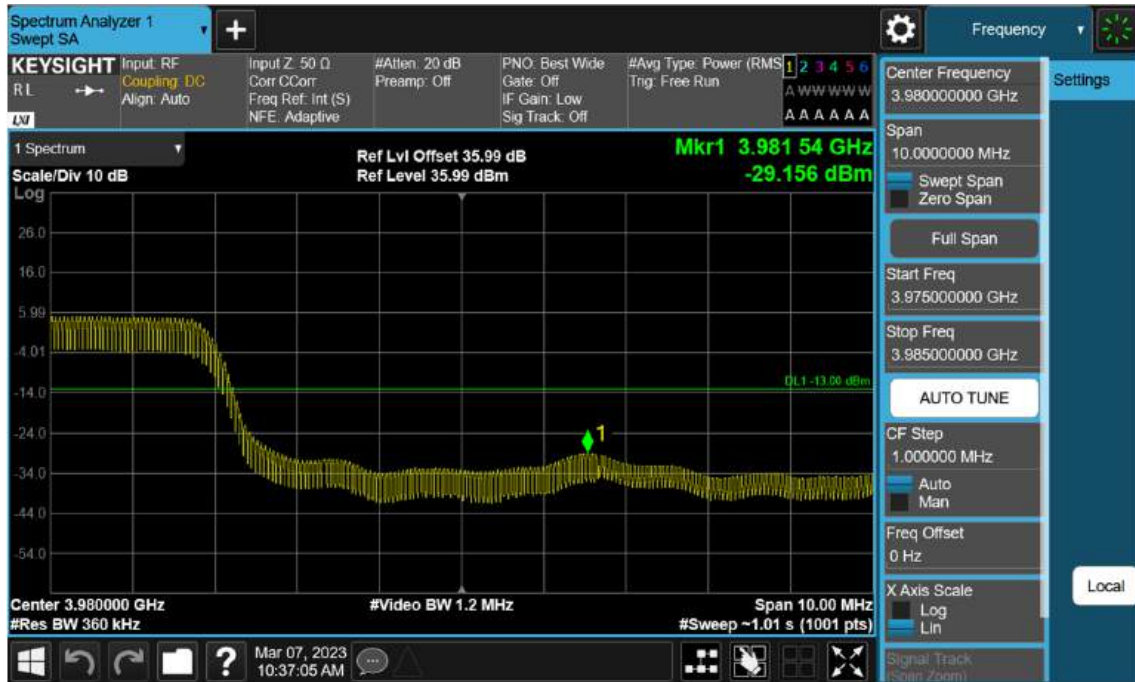 Spectrum Analyzer 1
Swept SA
+
Frequency
KEYSIGHT
RL
LXI
Input: RF
Coupling: DC
Align: Auto
Input Z: 50 Ω
Corr CCorr
Freq Ref: Int (S)
NFE: Adaptive
#Atten: 20 dB
Preamp: Off
PNO: Best Wide
Gate: Off
IF Gain: Low
Sig Track: Off
#Avg Type: Power (RMS
Trig: Free Run
1 2 3 4 5 6
A W W W W W
A A A A A A
1 Spectrum
Scale/Div 10 dB
Log
Ref Lvl Offset 35.99 dB
Ref Level 35.99 dBm
Mkr1 3.981 54 GHz
-29.156 dBm
26.0
16.0
5.99
-4.01
-14.0
-24.0
-34.0
-44.0
-54.0
DL1 -13.00 dBm
1
Center 3.980000 GHz
#Res BW 360 kHz
#Video BW 1.2 MHz
Span 10.00 MHz
#Sweep ~1.01 s (1001 pts)
Center Frequency
3.980000000 GHz
Span
10.0000000 MHz
Swept Span
Zero Span
Full Span
Start Freq
3.975000000 GHz
Stop Freq
3.985000000 GHz
AUTO TUNE
CF Step
1.000000 MHz
Auto
Man
Freq Offset
0 Hz
X Axis Scale
Log
Lin
Signal Track
(Span Zoom)
Settings
Local
?
Mar 07, 2023
10:37:05 AM